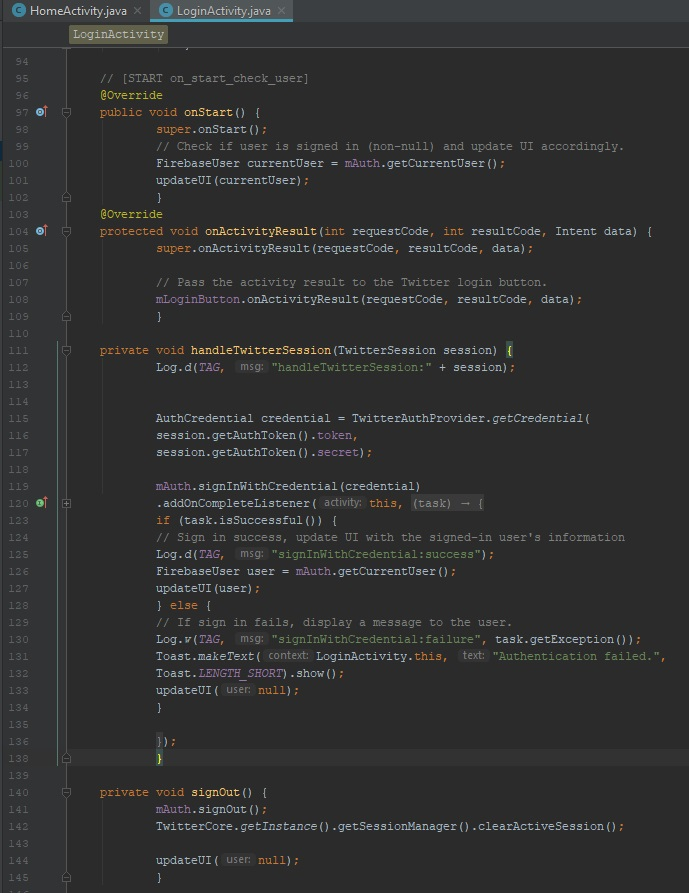 HomeActivity.java × LoginActivity.java ×
LoginActivity
94
95 // [START on_start_check_user]
96 @Override
97 public void onStart() {
98 super.onStart();
99 // Check if user is signed in (non-null) and update UI accordingly.
100 FirebaseUser currentUser = mAuth.getCurrentUser();
101 updateUI(currentUser);
102 }
103 @Override
104 protected void onActivityResult(int requestCode, int resultCode, Intent data) {
105 super.onActivityResult(requestCode, resultCode, data);
106
107 // Pass the activity result to the Twitter login button.
108 mLoginButton.onActivityResult(requestCode, resultCode, data);
109 }
110
111 private void handleTwitterSession(TwitterSession session) {
112 Log.d(TAG, msg: "handleTwitterSession:" + session);
113
114
115 AuthCredential credential = TwitterAuthProvider.getCredential(
116 session.getAuthToken().token,
117 session.getAuthToken().secret);
118
119 mAuth.signInWithCredential(credential)
120 .addOnCompleteListener( activity: this, (task) → {
123 if (task.isSuccessful()) {
124 // Sign in success, update UI with the signed-in user's information
125 Log.d(TAG, msg: "signInWithCredential:success");
126 FirebaseUser user = mAuth.getCurrentUser();
127 updateUI(user);
128 } else {
129 // If sign in fails, display a message to the user.
130 Log.w(TAG, msg: "signInWithCredential:failure", task.getException());
131 Toast.makeText( context: LoginActivity.this, text: "Authentication failed.",
132 Toast.LENGTH_SHORT).show();
133 updateUI( user: null);
134 }
135
136 });
138 }
139
140 private void signOut() {
141 mAuth.signOut();
142 TwitterCore.getInstance().getSessionManager().clearActiveSession();
143
144 updateUI( user: null);
145 }